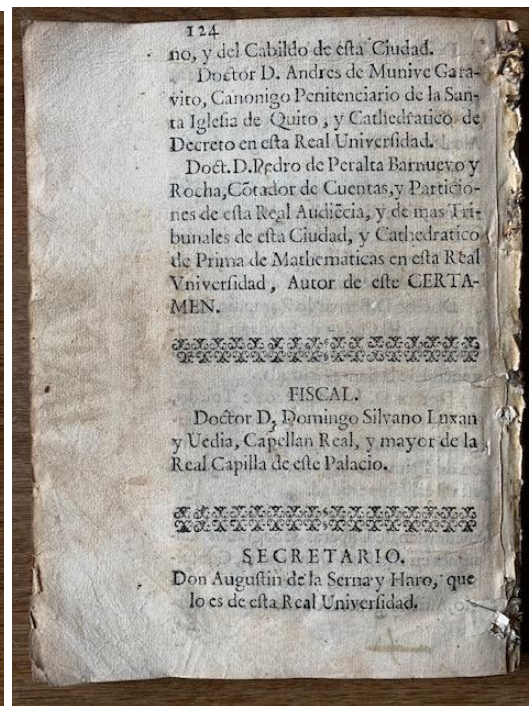 124
no, y del Cabildo de eſta Ciudad.
Doctor D. Andres de Munive Gara-
vito, Canonigo Penitenciario de la San-
ta Igleſia de Quito, y Cathedratico de
Decreto en eſta Real Univerſidad.
Doct. D. Pedro de Peralta Barnuevo y
Rocha, Cõtador de Cuentas, y Particio-
nes de eſta Real Audiẽcia, y de mas Tri-
bunales de eſta Ciudad, y Cathedratico
de Prima de Mathematicas en eſta Real
Vniverſidad, Autor de eſte CERTA-
MEN.
FISCAL.
Doctor D. Domingo Silvano Luxan
y Uedia, Capellan Real, y mayor de la
Real Capilla de eſte Palacio.
SECRETARIO.
Don Auguſtin de la Serna y Haro, que
lo es de eſta Real Univerſidad.